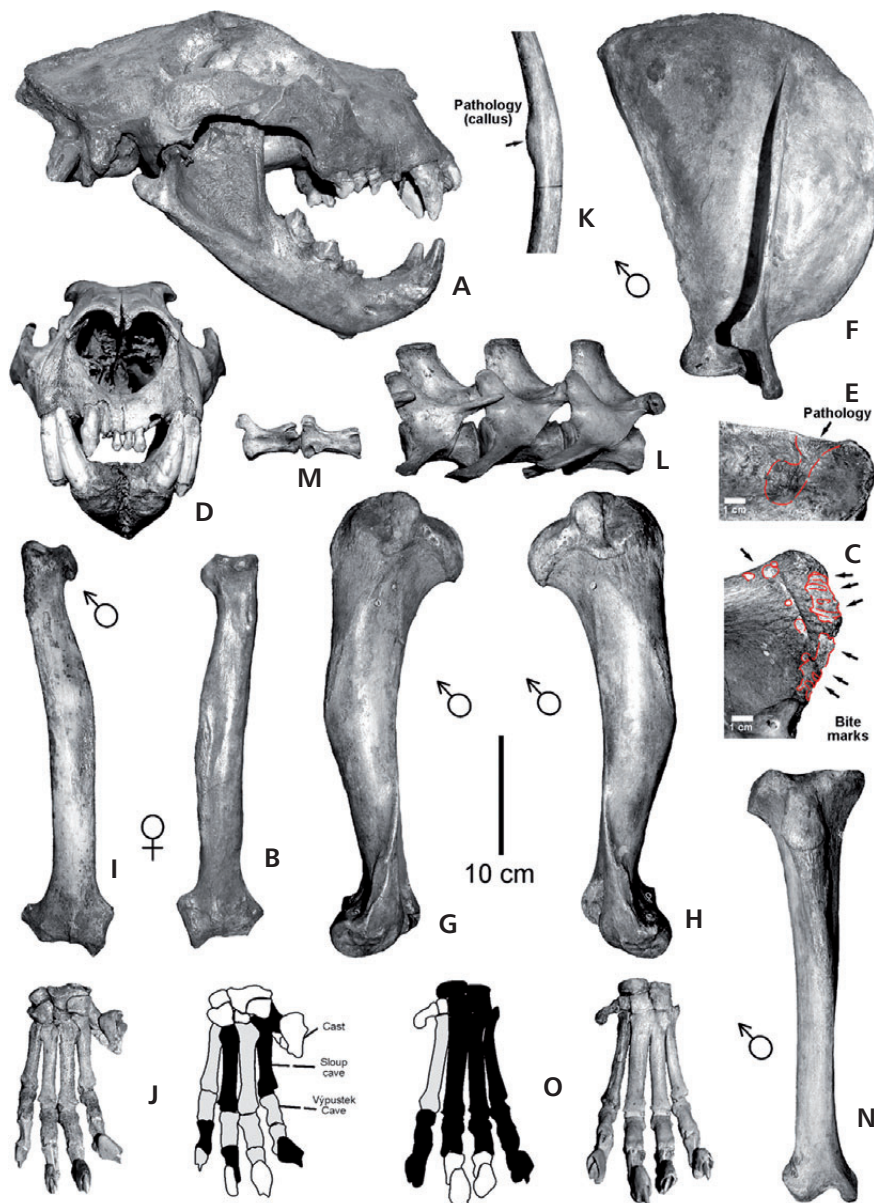 Pathology
(callus)
K
A
F
E
Pathology
1 cm
D
M
L
C
1 cm
Bite
marks
I
B
G
10 cm
H
J
Cast
Sloup
cave
Výpustek
Cave
O
N